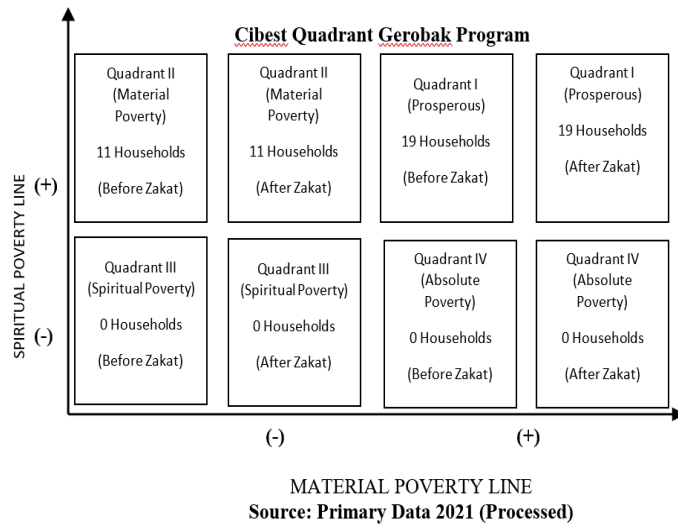 Cibest Quadrant Gerobak Program
Quadrant II
(Material
Poverty)
11 Households
(Before Zakat)
Quadrant II
(Material
Poverty)
11 Households
(After Zakat)
Quadrant I
(Prosperous)
19 Households
(Before Zakat)
Quadrant I
(Prosperous)
19 Households
(After Zakat)
SPIRITUAL POVERTY LINE
(+)
(-)
Quadrant III
(Spiritual Poverty)
0 Households
(Before Zakat)
Quadrant III
(Spiritual Poverty)
0 Households
(After Zakat)
Quadrant IV
(Absolute
Poverty)
0 Households
(Before Zakat)
Quadrant IV
(Absolute
Poverty)
0 Households
(After Zakat)
(-)
(+)
MATERIAL POVERTY LINE
Source: Primary Data 2021 (Processed)